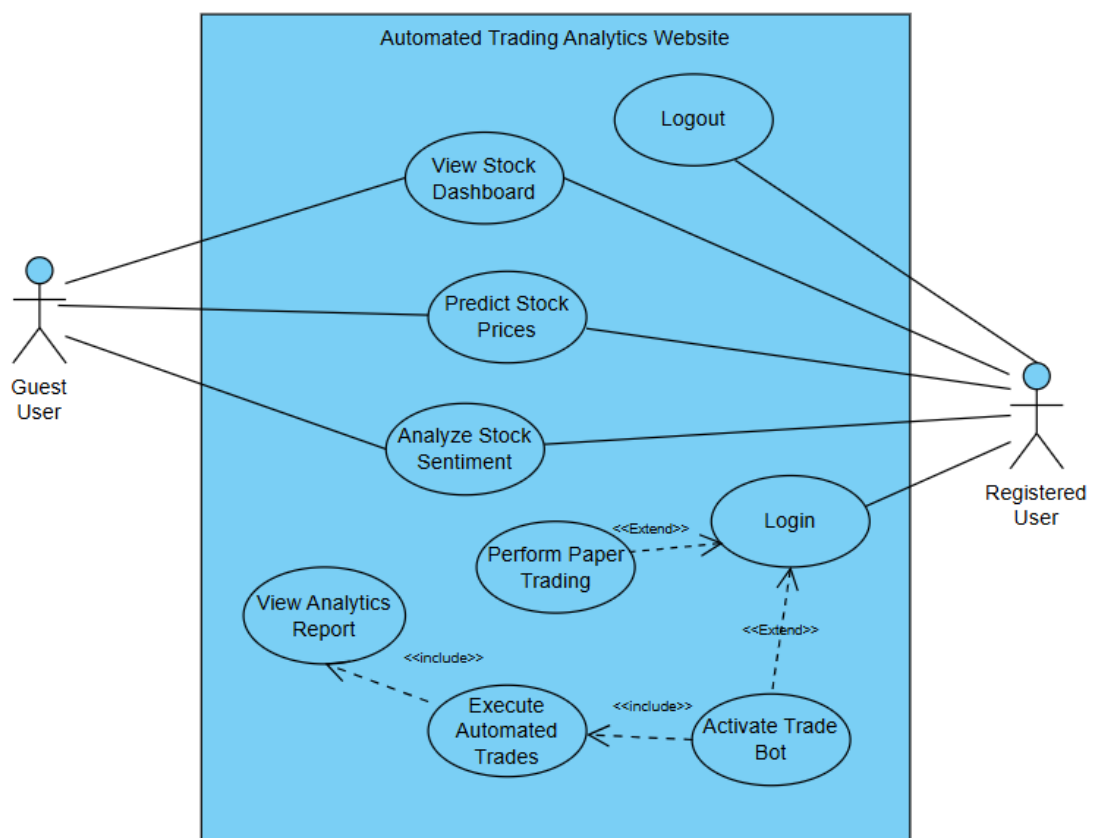 Automated Trading Analytics Website
Logout
View Stock
Dashboard
Predict Stock
Prices
Guest
User
Analyze Stock
Sentiment
Registered
User
Login
<<Extend>>
Perform Paper
Trading
View Analytics
Report
<<Extend>>
<<include>>
Execute
Automated
Trades
<<include>>
Activate Trade
Bot